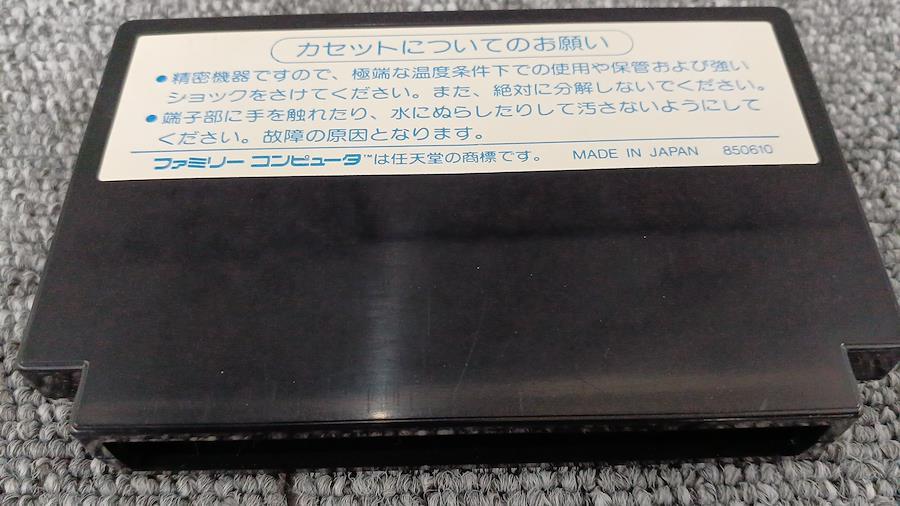 カセットについてのお願い
●精密機器ですので、極端な温度条件下での使用や保管および強い
ショックをさけてください。また、絶対に分解しないでください。
●端子部に手を触れたり、水にぬらしたりして汚さないようにして
ください。故障の原因となります。
ファミリー コンピュータ™は任天堂の商標です。 MADE IN JAPAN 850610